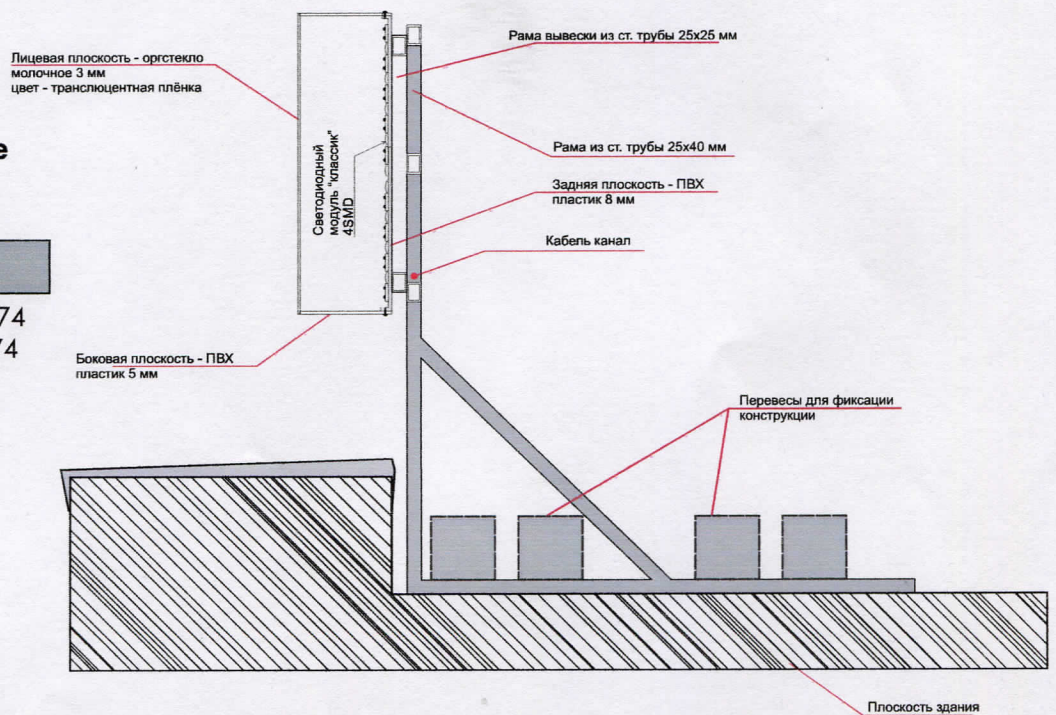 Лицевая плоскость - оргстекло
молочное 3 мм
цвет - транслюцентная плёнка
е
74
74
Светодиодный
модуль "классик"
4SMD
Боковая плоскость - ПВХ
пластик 5 мм
Рама вывески из ст. трубы 25х25 мм
Рама из ст. трубы 25х40 мм
Задняя плоскость - ПВХ
пластик 8 мм
Кабель канал
Перевесы для фиксации
конструкции
Плоскость здания